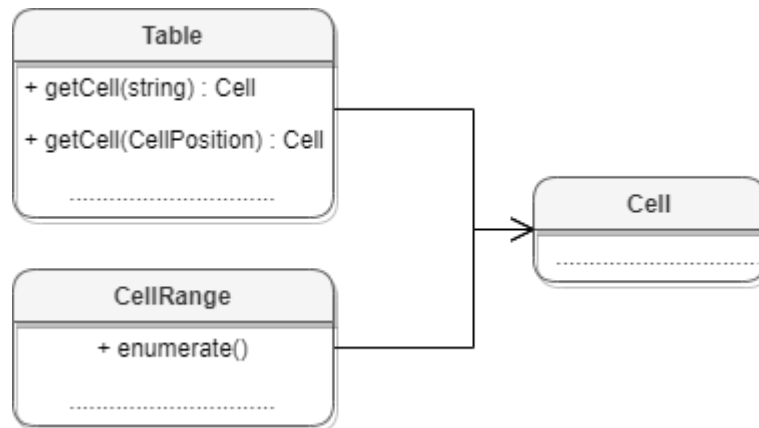 Table
+ getCell(string) : Cell
+ getCell(CellPosition) : Cell
Cell
CellRange
+ enumerate()